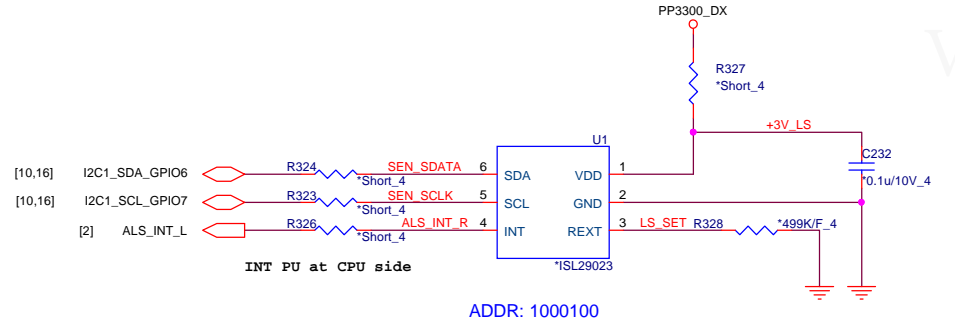 PP3300_DX
R327
*Short_4
+3V_LS
U1
C232
*0.1u/10V_4
[10,16] I2C1_SDA_GPIO6 R324 *Short_4 SEN_SDATA 6 SDA VDD 1
[10,16] I2C1_SCL_GPIO7 R323 *Short_4 SEN_SCLK 5 SCL GND 2
[2] ALS_INT_L R326 *Short_4 ALS_INT_R 4 INT REXT 3 LS_SET R328 *499K/F_4
INT PU at CPU side
*ISL29023
ADDR: 1000100